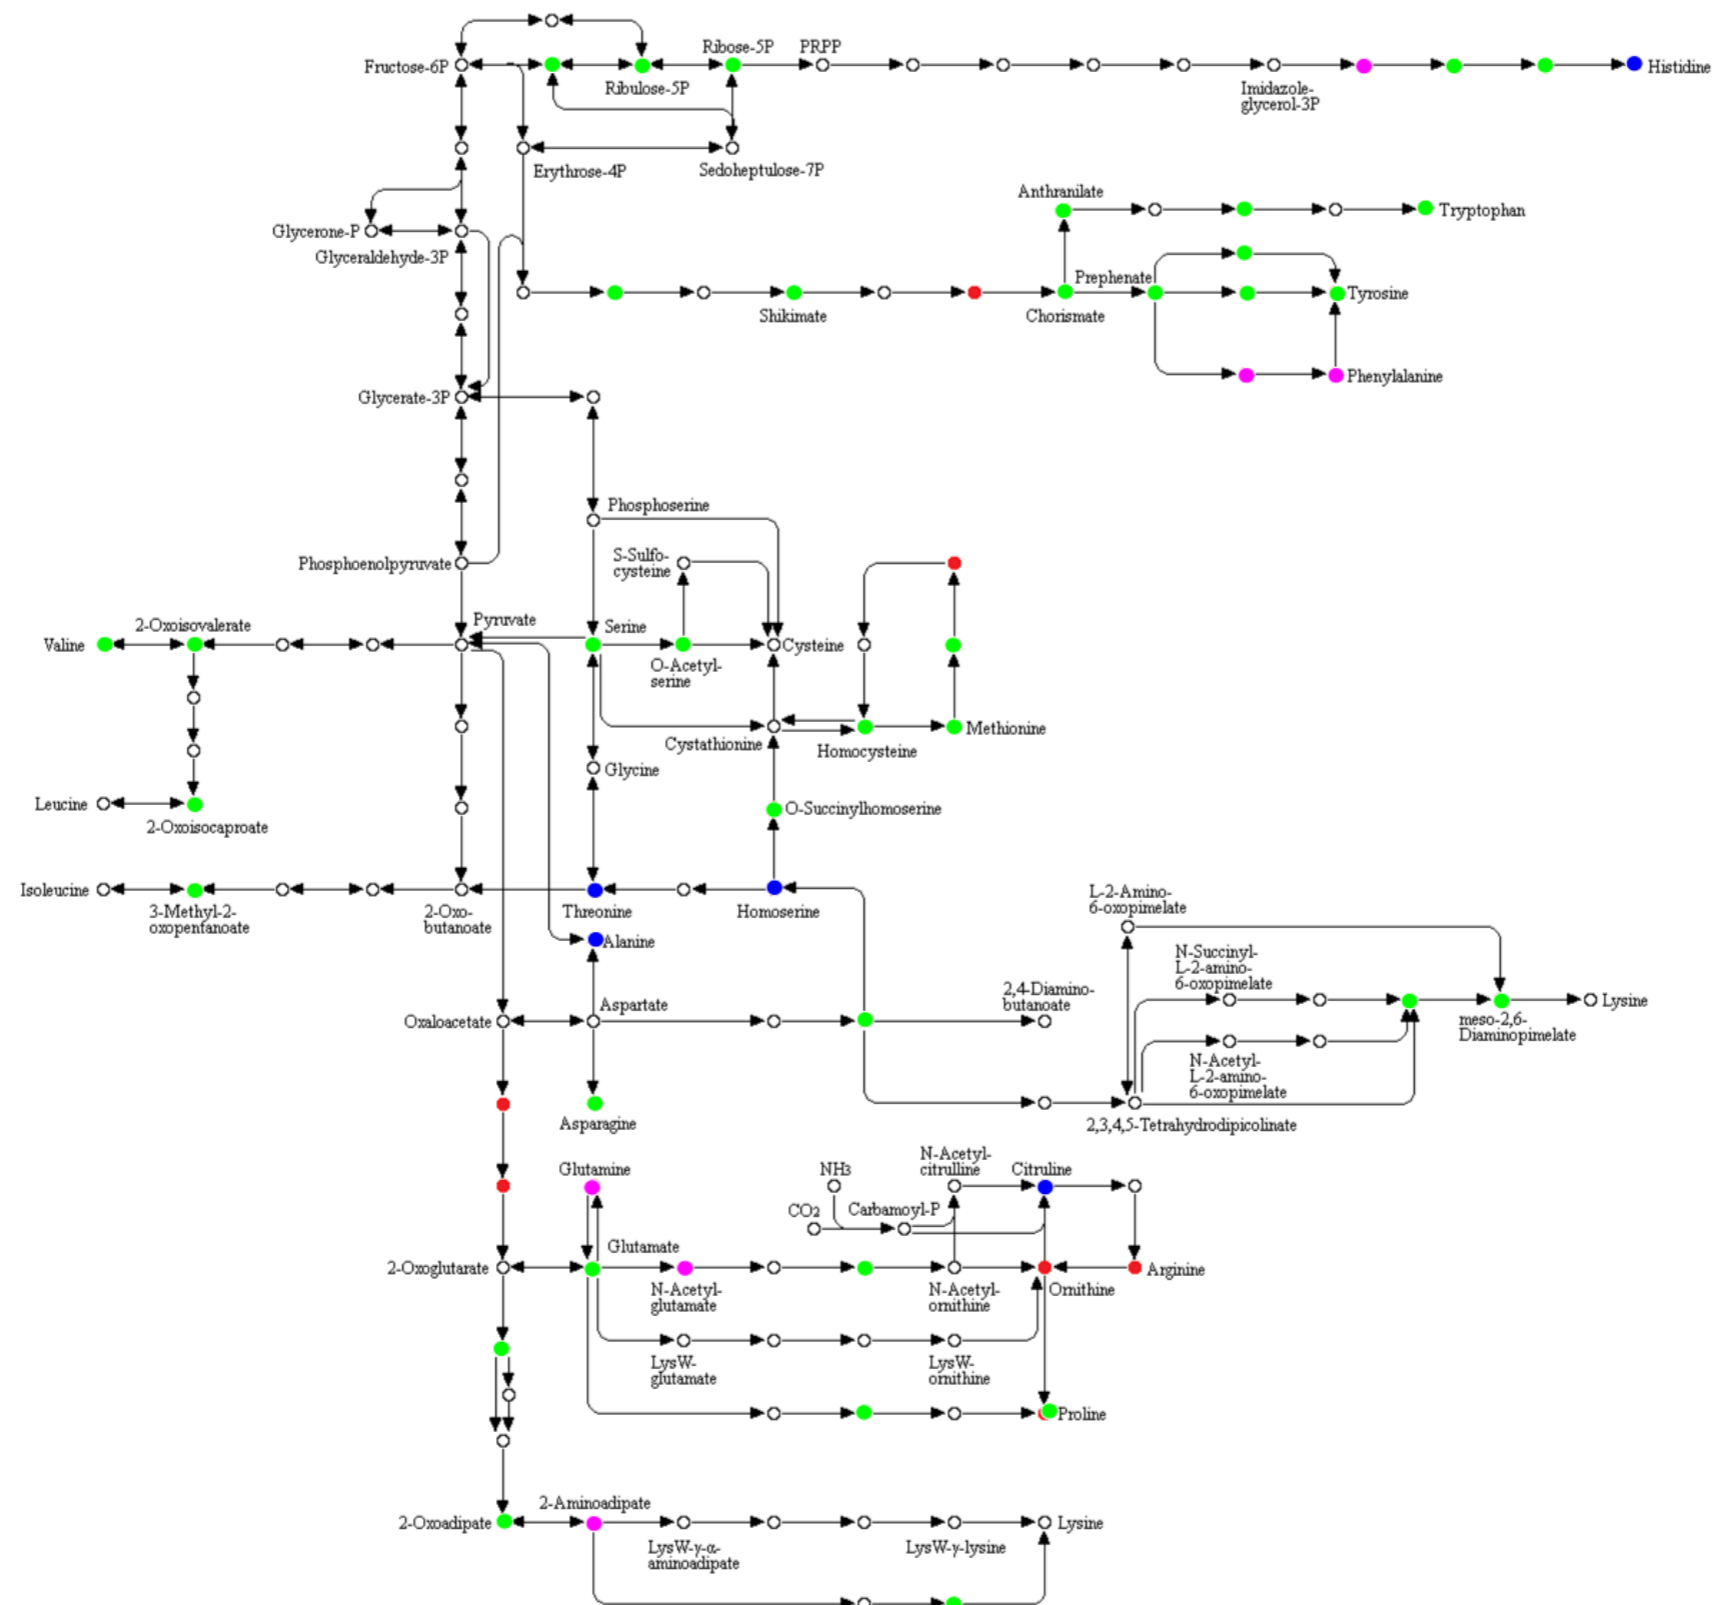 Ribose-5P
PRPP
Fructose-6P
Histidine
Ribulose-5P
Imidazole-
glycerol-3P
Erythrose-4P
Sedoheptulose-7P
Anthranilate
Tryptophan
Glycerone-P
Glyceraldehyde-3P
Prephenate
Tyrosine
Shikimate
Chorismate
Phenylalanine
Glycerate-3P
Phosphoserine
S-Sulfo-
cysteine
Phosphoenolpyruvate
Pyruvate
2-Oxoisovalerate
Serine
Valine
Cysteine
O-Acetyl-
serine
Methionine
Cystathionine
Homocysteine
Glycine
Leucine
O-Succinylhomoserine
2-Oxoisocaproate
Isoleucine
3-Methyl-2-
oxopentanoate
2-Oxo-
butanoate
Threonine
Homoserine
L-2-Amino-
6-oxopimelate
Alanine
N-Succinyl-
L-2-amino-
6-oxopimelate
2,4-Diamino-
butanoate
Aspartate
Lysine
Oxaloacetate
meso-2,6-
Diaminopimelate
N-Acetyl-
L-2-amino-
6-oxopimelate
Asparagine
2,3,4,5-Tetrahydrodipicolinate
Glutamine
NH3
N-Acetyl-
citrulline
Citruline
CO2
Carbamoyl-P
Glutamate
2-Oxoglutarate
Arginine
N-Acetyl-
glutamate
N-Acetyl-
ornithine
Ornithine
LysW-
glutamate
LysW-
ornithine
Proline
2-Aminoadipate
2-Oxoadipate
Lysine
LysW-γ-α-
aminoadipate
LysW-γ-lysine